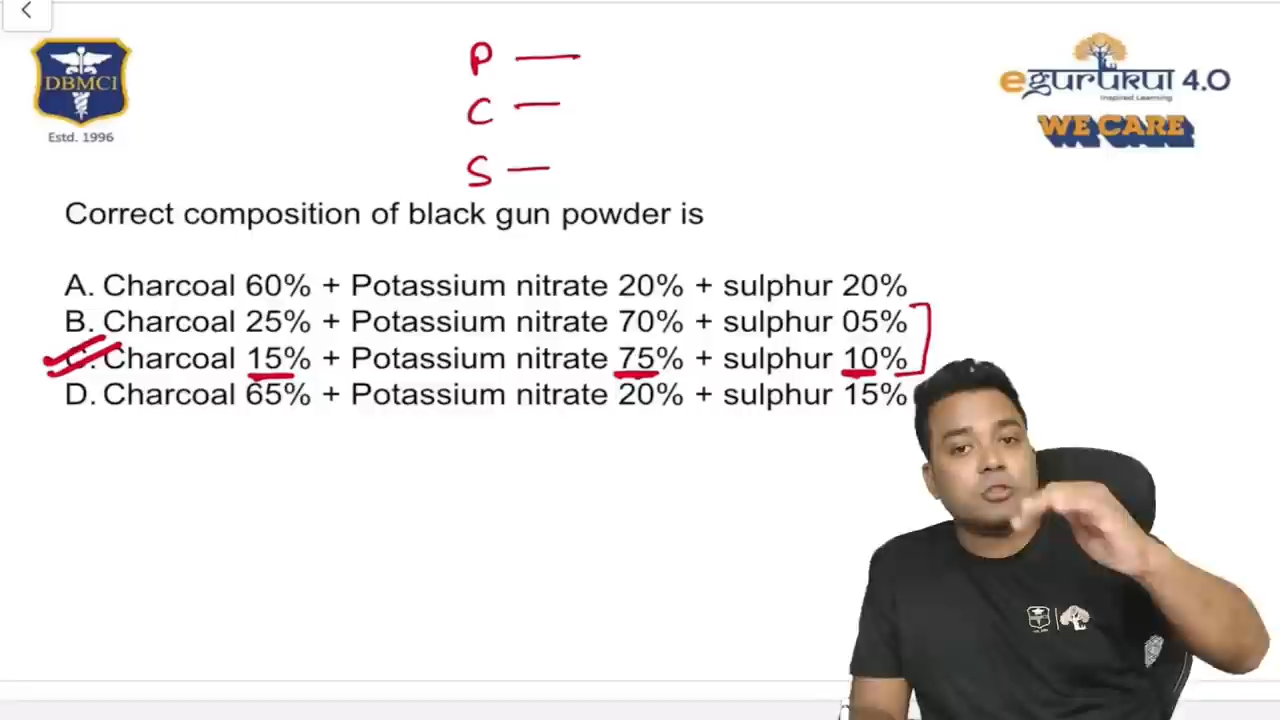 DBMCI
Estd. 1996
P —
C —
S —
eGurukul 4.0
Inspired Learning
WE CARE
Correct composition of black gun powder is
A. Charcoal 60% + Potassium nitrate 20% + sulphur 20%
B. Charcoal 25% + Potassium nitrate 70% + sulphur 05%
C. Charcoal 15% + Potassium nitrate 75% + sulphur 10%
D. Charcoal 65% + Potassium nitrate 20% + sulphur 15%